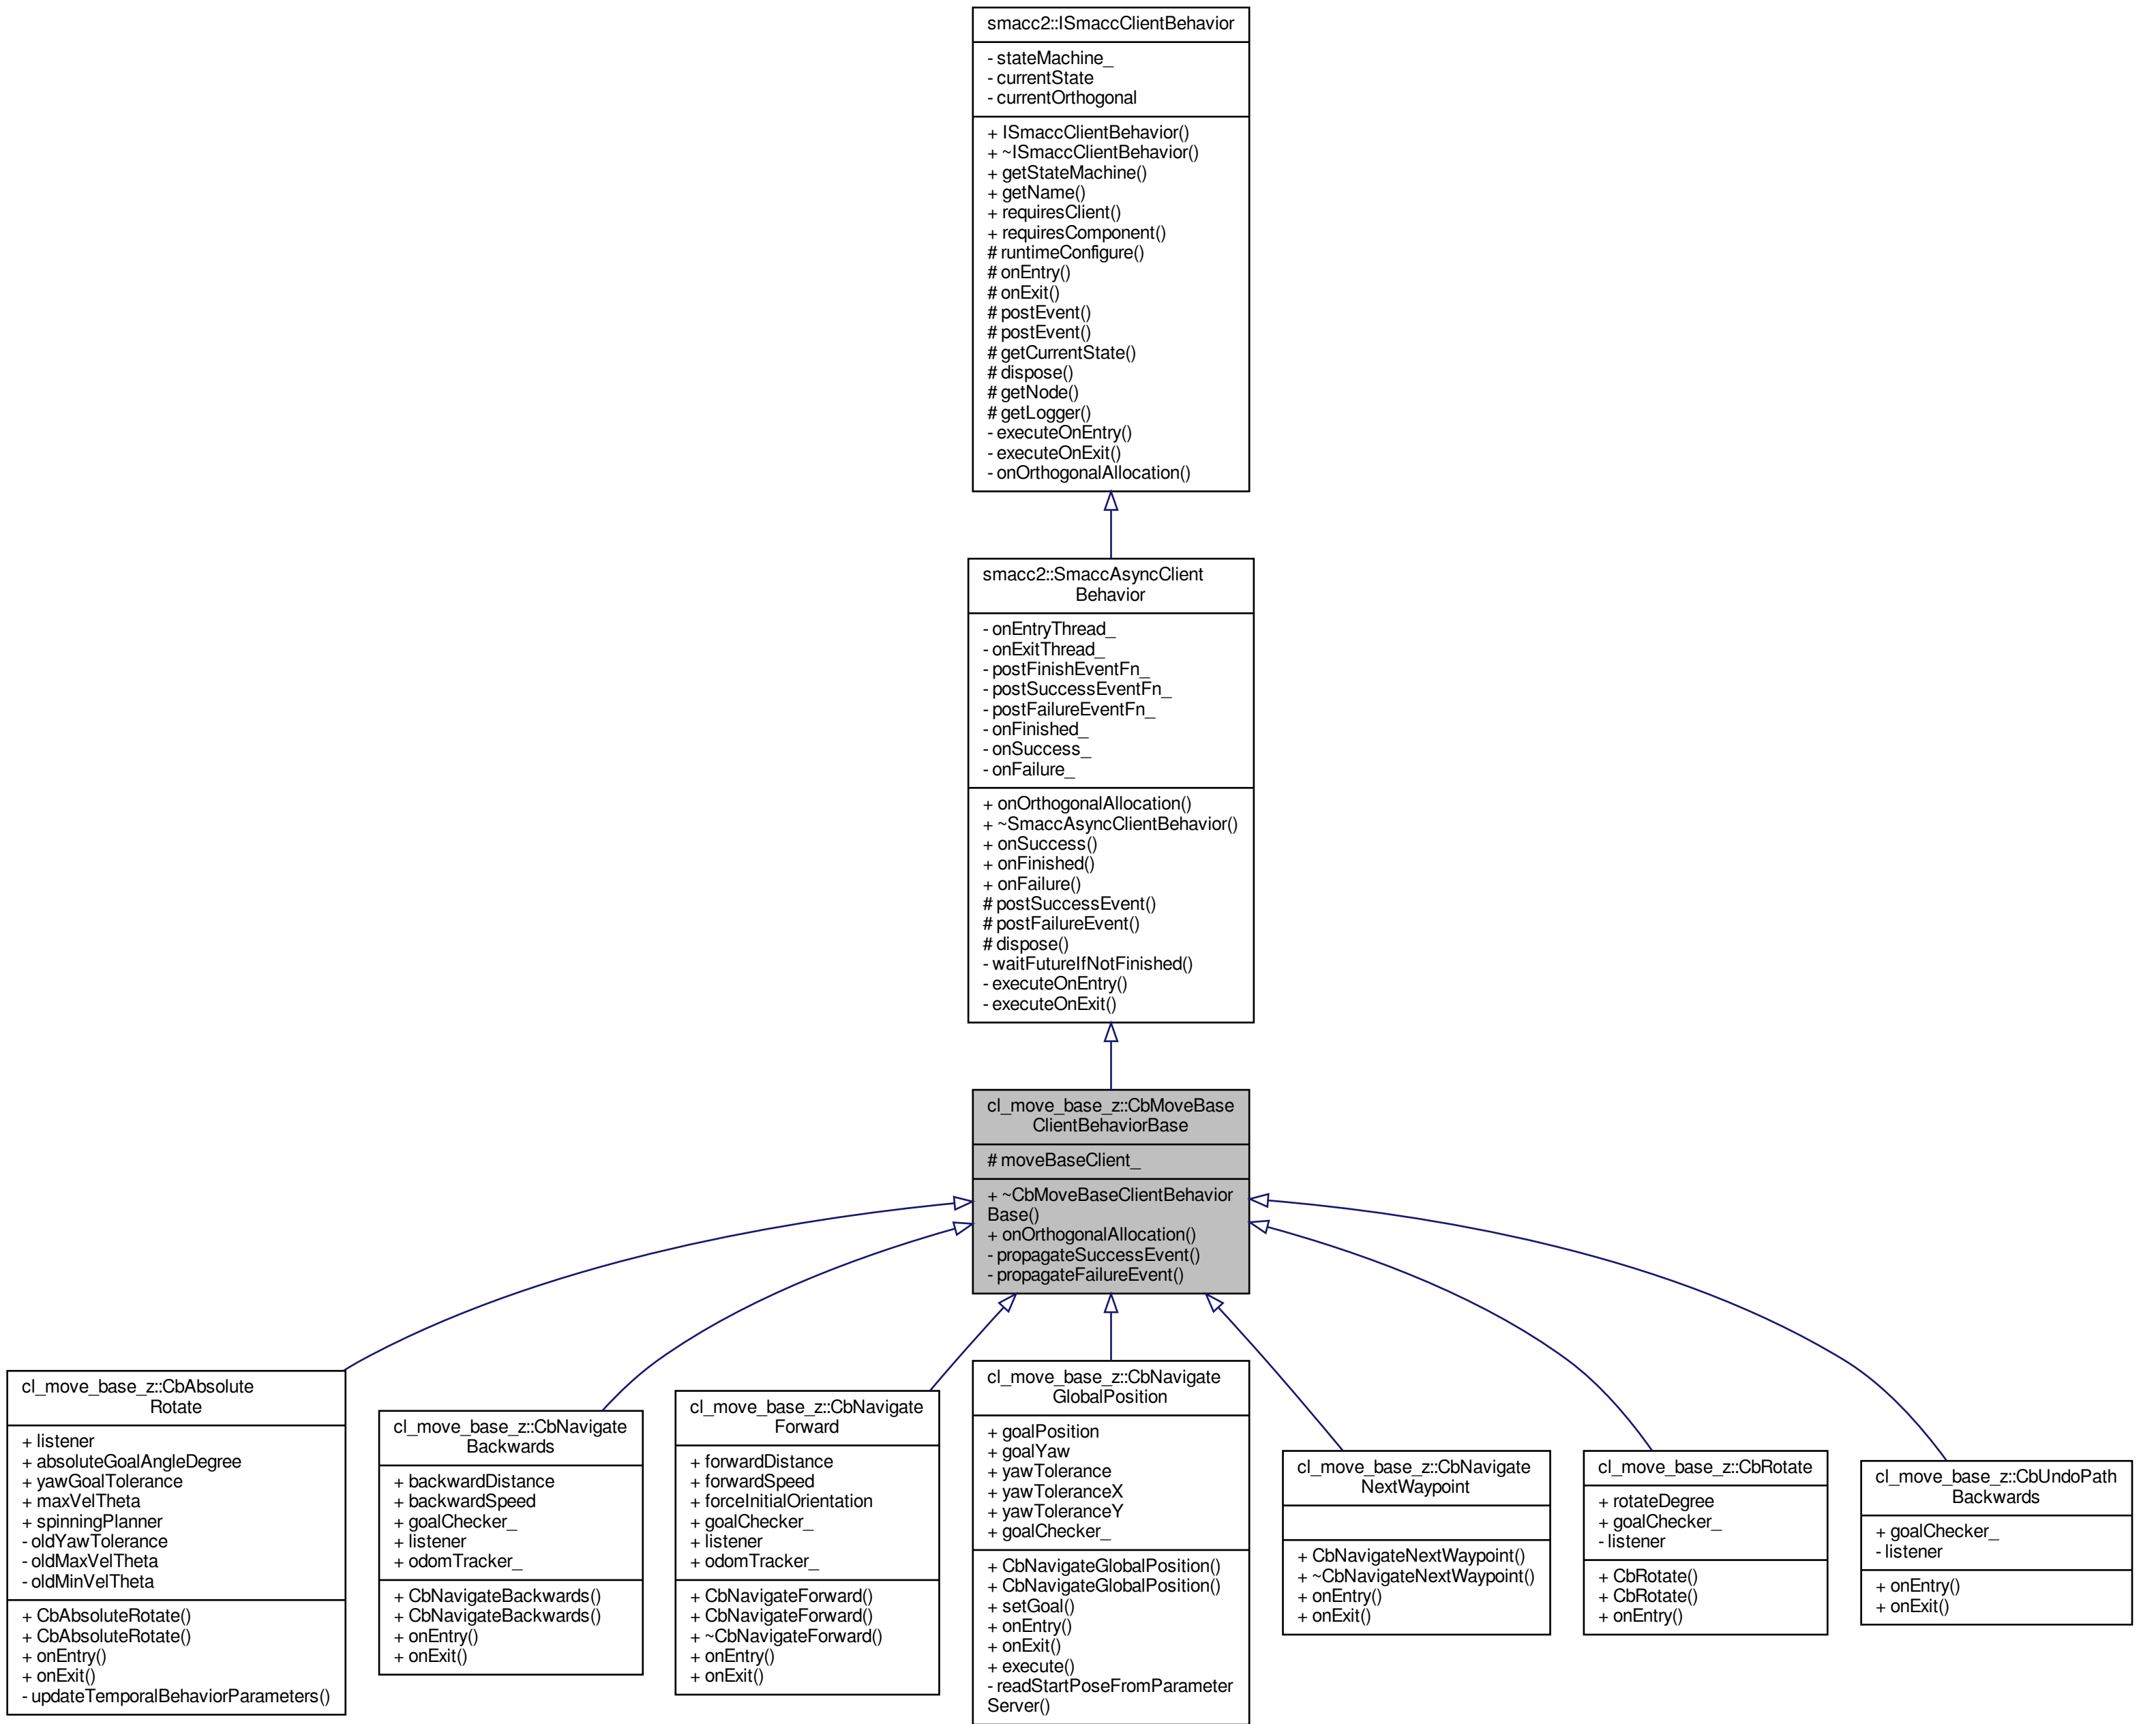 smacc2::ISmaccClientBehavior
- stateMachine_
- currentState
- currentOrthogonal
+ ISmaccClientBehavior()
+ ~ISmaccClientBehavior()
+ getStateMachine()
+ getName()
+ requiresClient()
+ requiresComponent()
# runtimeConfigure()
# onEntry()
# onExit()
# postEvent()
# postEvent()
# getCurrentState()
# dispose()
# getNode()
# getLogger()
- executeOnEntry()
- executeOnExit()
- onOrthogonalAllocation()
smacc2::SmaccAsyncClient
Behavior
- onEntryThread_
- onExitThread_
- postFinishEventFn_
- postSuccessEventFn_
- postFailureEventFn_
- onFinished_
- onSuccess_
- onFailure_
+ onOrthogonalAllocation()
+ ~SmaccAsyncClientBehavior()
+ onSuccess()
+ onFinished()
+ onFailure()
# postSuccessEvent()
# postFailureEvent()
# dispose()
- waitFutureIfNotFinished()
- executeOnEntry()
- executeOnExit()
cl_move_base_z::CbMoveBase
ClientBehaviorBase
# moveBaseClient_
+ ~CbMoveBaseClientBehavior
Base()
+ onOrthogonalAllocation()
- propagateSuccessEvent()
- propagateFailureEvent()
cl_move_base_z::CbAbsolute
Rotate
+ listener
+ absoluteGoalAngleDegree
+ yawGoalTolerance
+ maxVelTheta
+ spinningPlanner
- oldYawTolerance
- oldMaxVelTheta
- oldMinVelTheta
+ CbAbsoluteRotate()
+ CbAbsoluteRotate()
+ onEntry()
+ onExit()
- updateTemporalBehaviorParameters()
cl_move_base_z::CbNavigate
Backwards
+ backwardDistance
+ backwardSpeed
+ goalChecker_
+ listener
+ odomTracker_
+ CbNavigateBackwards()
+ CbNavigateBackwards()
+ onEntry()
+ onExit()
cl_move_base_z::CbNavigate
Forward
+ forwardDistance
+ forwardSpeed
+ forceInitialOrientation
+ goalChecker_
+ listener
+ odomTracker_
+ CbNavigateForward()
+ CbNavigateForward()
+ ~CbNavigateForward()
+ onEntry()
+ onExit()
cl_move_base_z::CbNavigate
GlobalPosition
+ goalPosition
+ goalYaw
+ yawTolerance
+ yawToleranceX
+ yawToleranceY
+ goalChecker_
+ CbNavigateGlobalPosition()
+ CbNavigateGlobalPosition()
+ setGoal()
+ onEntry()
+ onExit()
+ execute()
- readStartPoseFromParameter
Server()
cl_move_base_z::CbNavigate
NextWaypoint
+ CbNavigateNextWaypoint()
+ ~CbNavigateNextWaypoint()
+ onEntry()
+ onExit()
cl_move_base_z::CbRotate
+ rotateDegree
+ goalChecker_
- listener
+ CbRotate()
+ CbRotate()
+ onEntry()
cl_move_base_z::CbUndoPath
Backwards
+ goalChecker_
- listener
+ onEntry()
+ onExit()